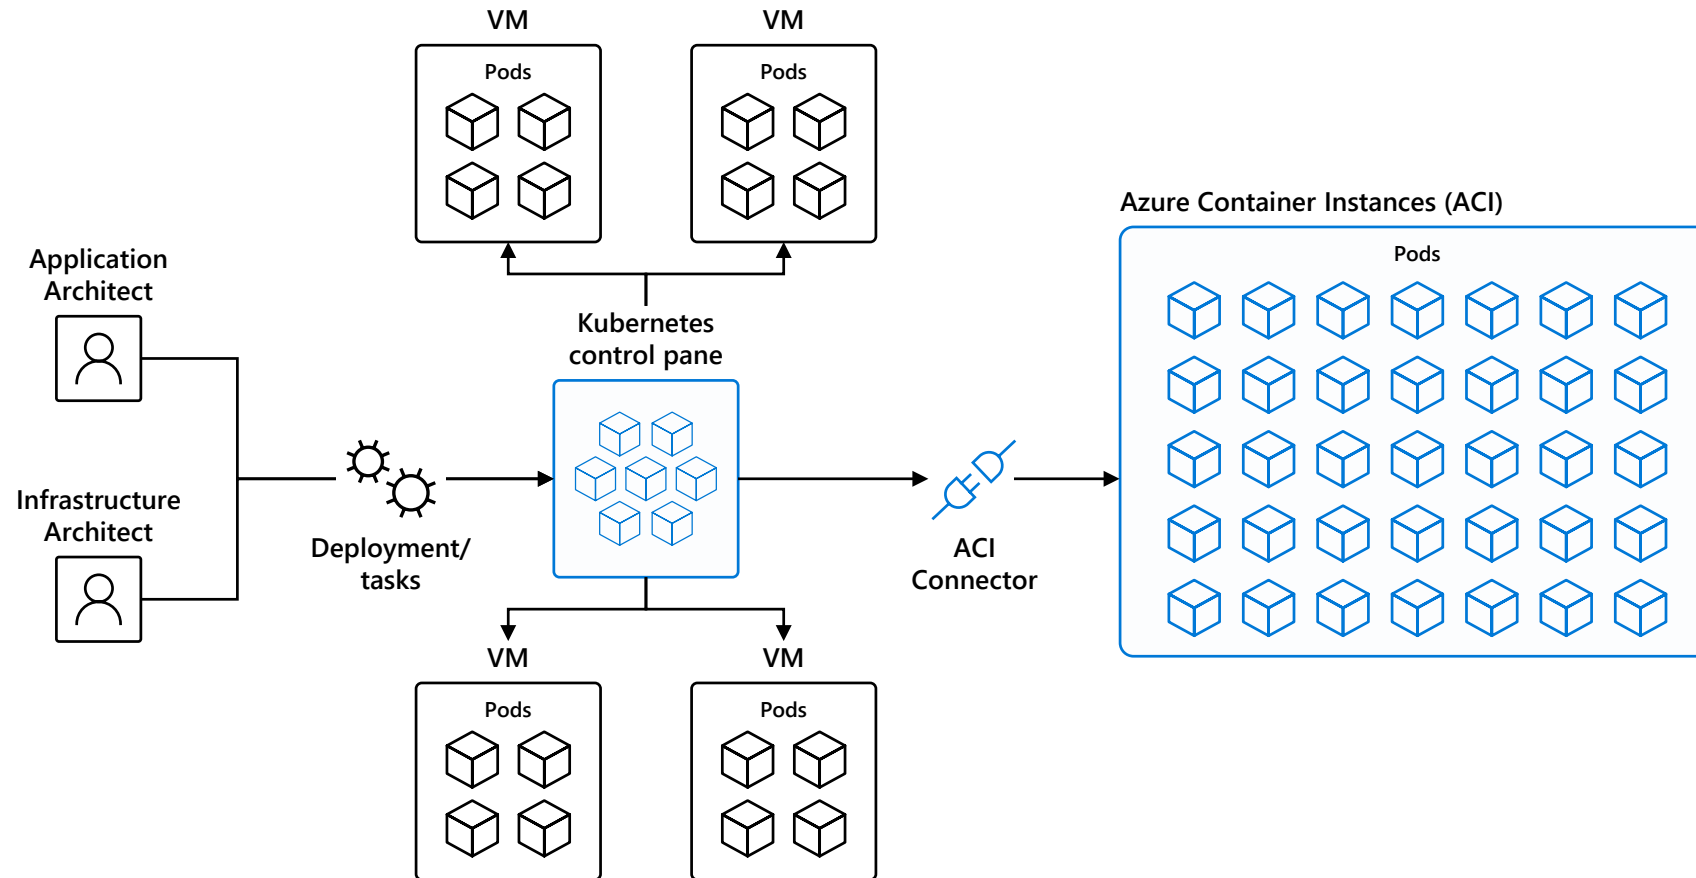 VM
VM
Pods
Pods
Azure Container Instances (ACI)
Pods
Application
Architect
Kubernetes
control pane
Infrastructure
Architect
Deployment/
tasks
ACI
Connector
VM
VM
Pods
Pods